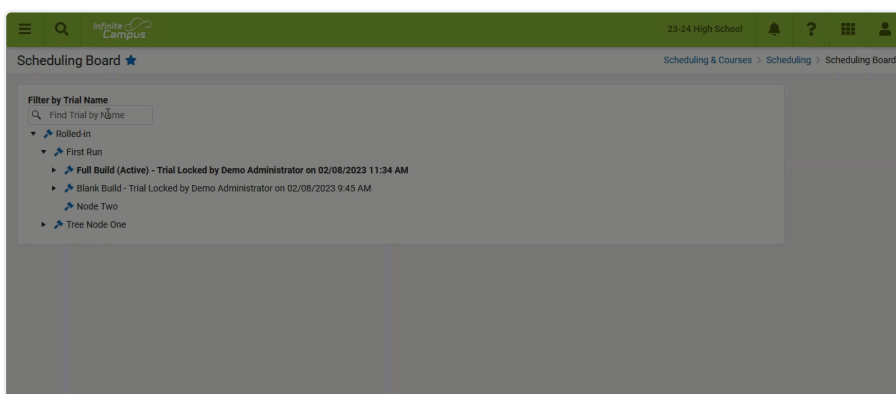 Infinite Campus
23-24 High School
?
Scheduling Board
Scheduling & Courses > Scheduling > Scheduling Board
Filter by Trial Name
Find Trial by Name
Rolled-in
First Run
Full Build (Active) - Trial Locked by Demo Administrator on 02/08/2023 11:34 AM
Blank Build - Trial Locked by Demo Administrator on 02/08/2023 9:45 AM
Node Two
Tree Node One